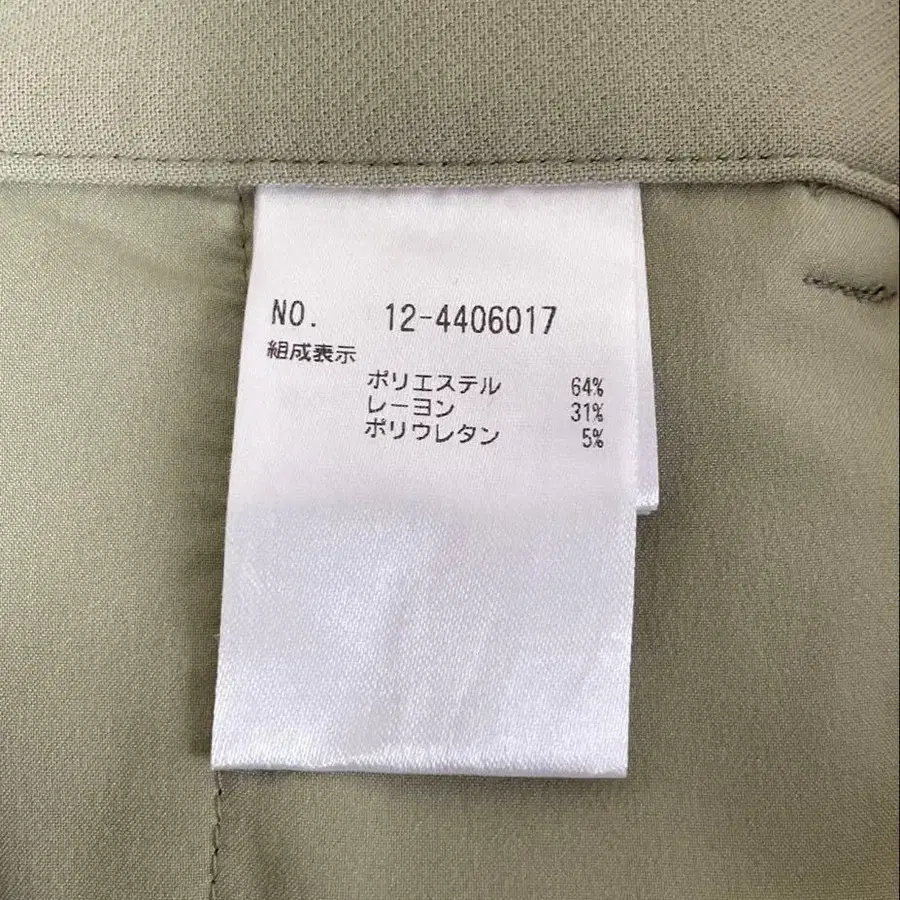 NO. 12-4406017
組成表示
ポリエステル 64%
レーヨン 31%
ポリウレタン 5%